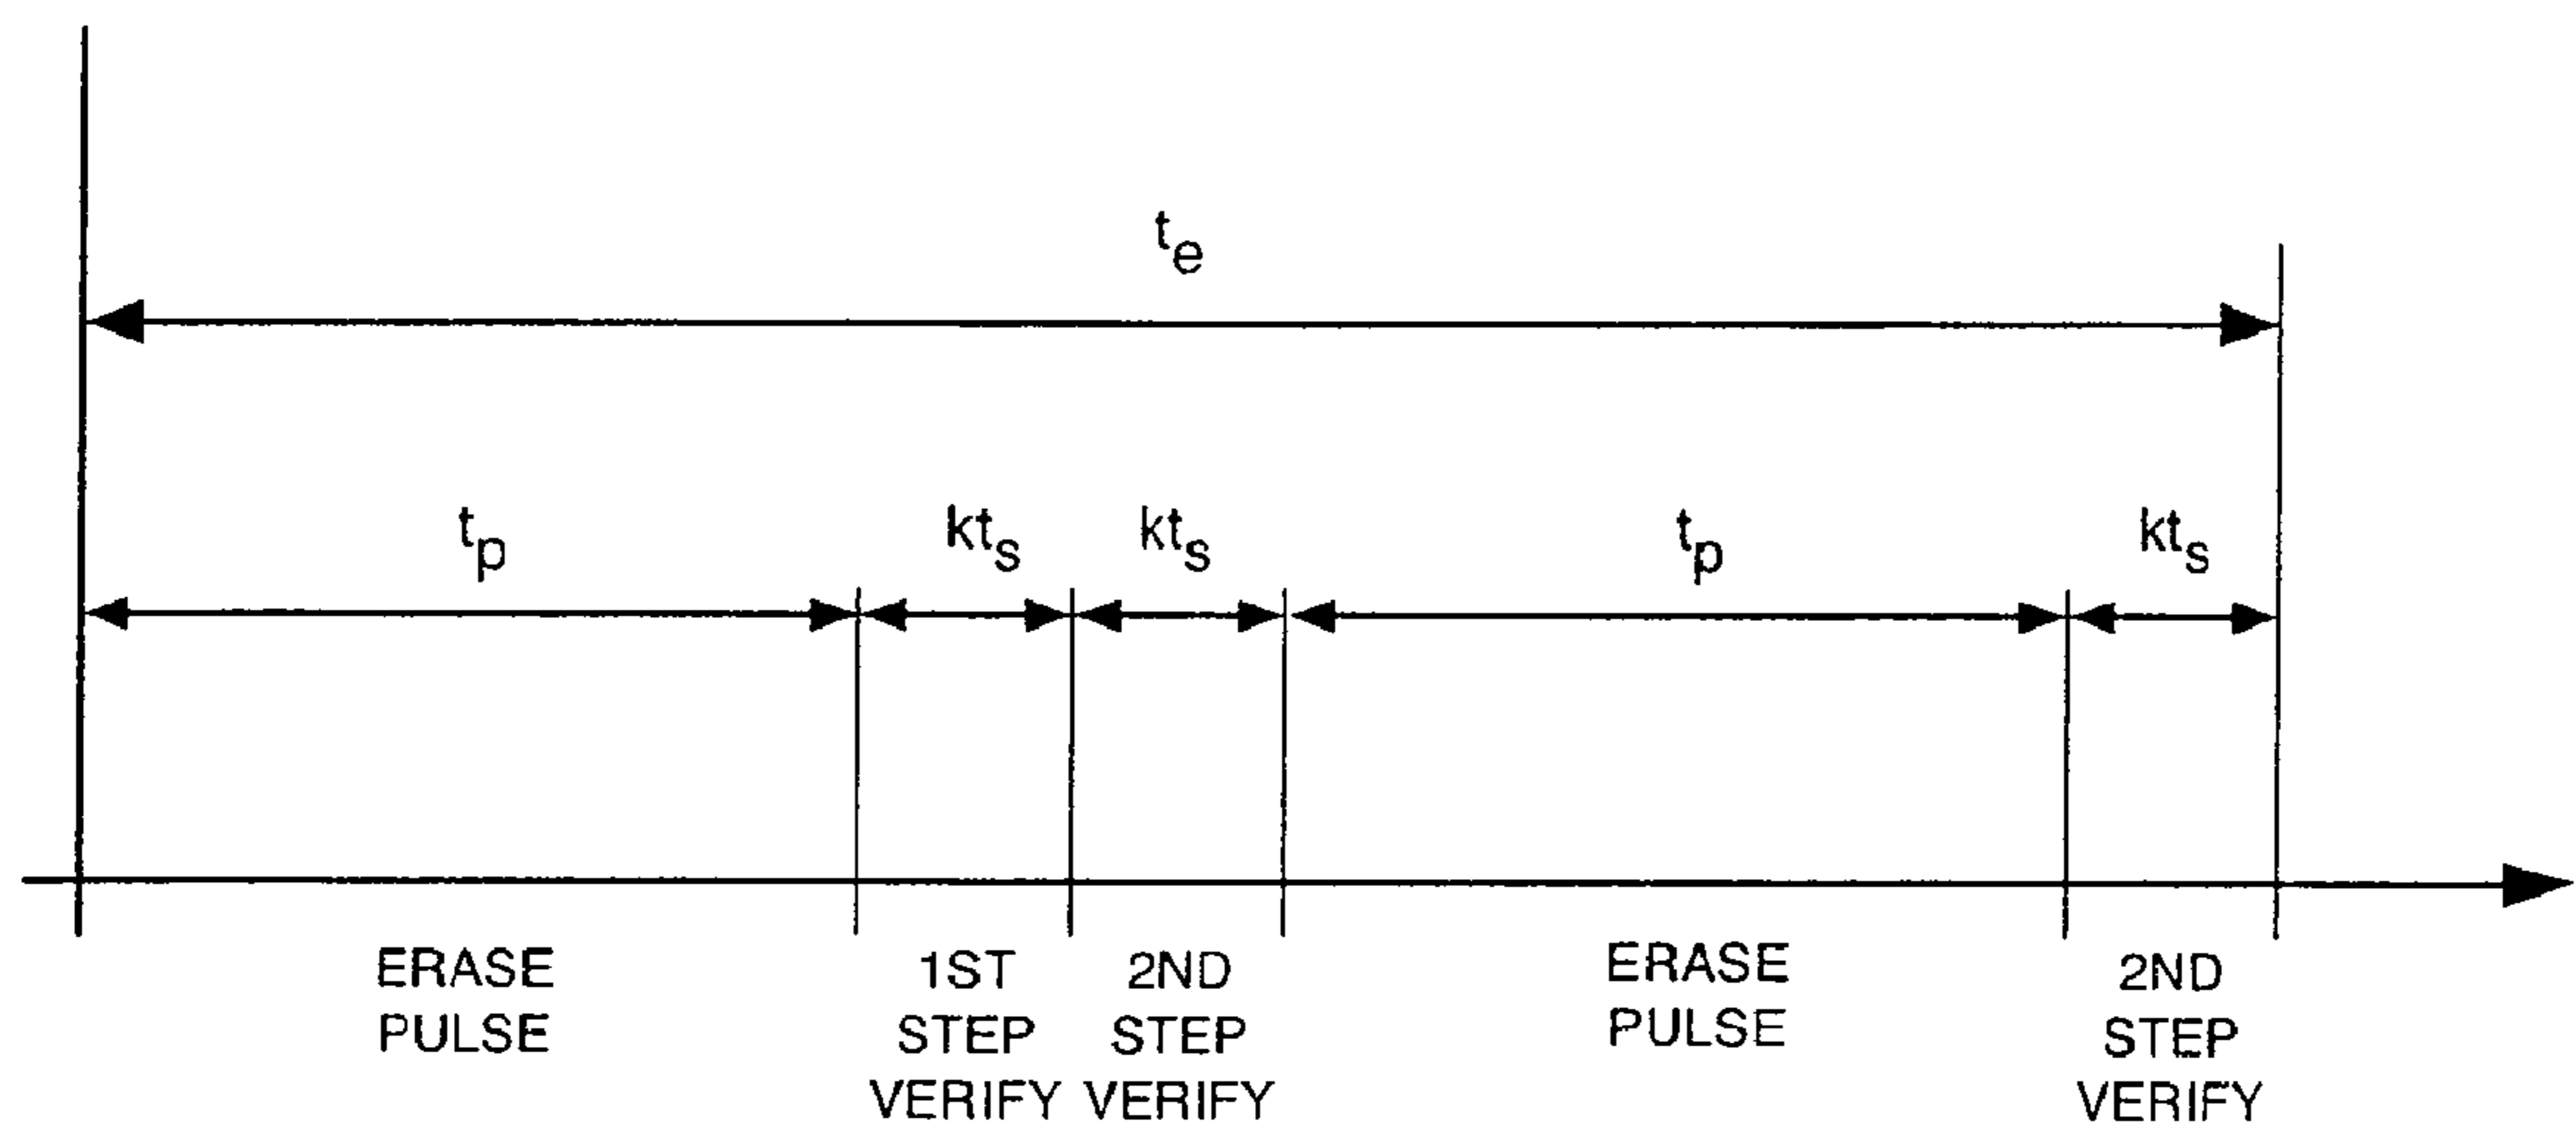 te
tp
kts
kts
tp
kts
ERASE
PULSE
1ST
STEP
VERIFY
2ND
STEP
VERIFY
ERASE
PULSE
2ND
STEP
VERIFY